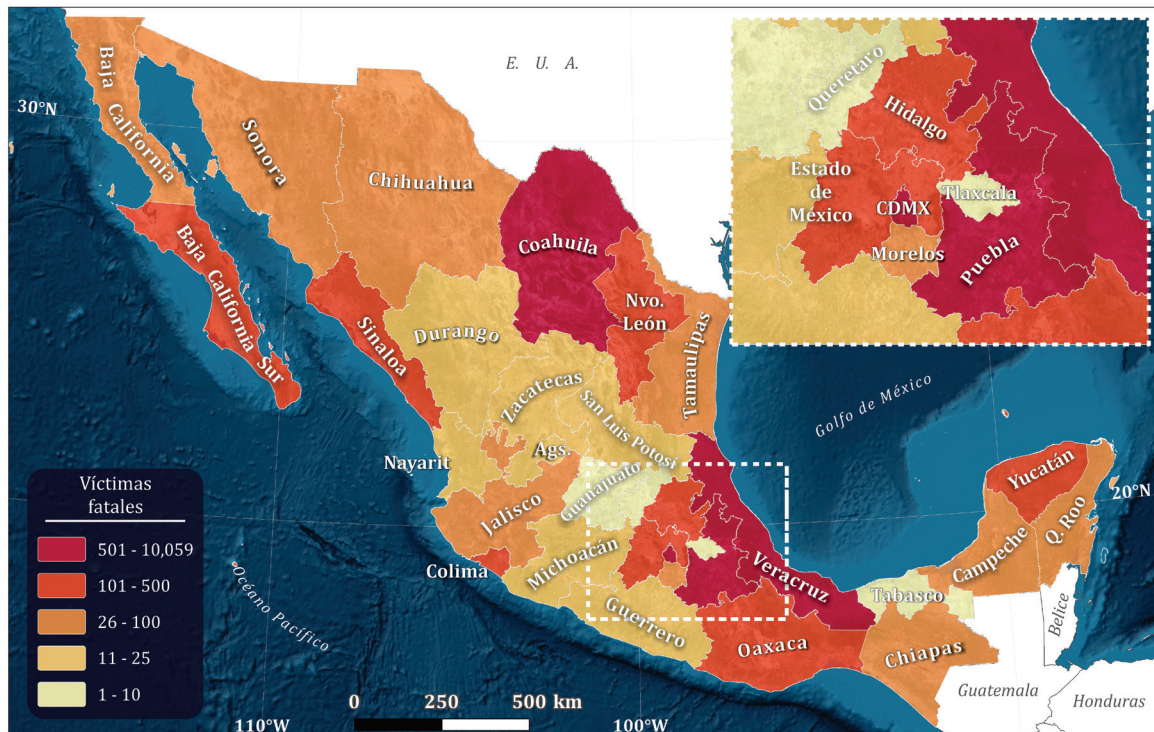 E. U. A.
30°N
Baja
California
Sonora
Chihuahua
Coahuila
Nvo.
León
Tamaulipas
Baja California Sur
Sinaloa
Durango
Zacatecas
San Luis Potosí
Ags.
Nayarit
Guanajuato
Jalisco
Colima
Michoacán
Guerrero
Veracruz
Oaxaca
Tabasco
Chiapas
Campeche
Yucatán
Q. Roo
20°N
Belice
Guatemala
Honduras
Golfo de México
Océano Pacífico
Querétaro
Hidalgo
Estado
de
México
CDMX
Tlaxcala
Morelos
Puebla
Víctimas
fatales
501 - 10,059
101 - 500
26 - 100
11 - 25
1 - 10
0 250 500 km
110°W
100°W